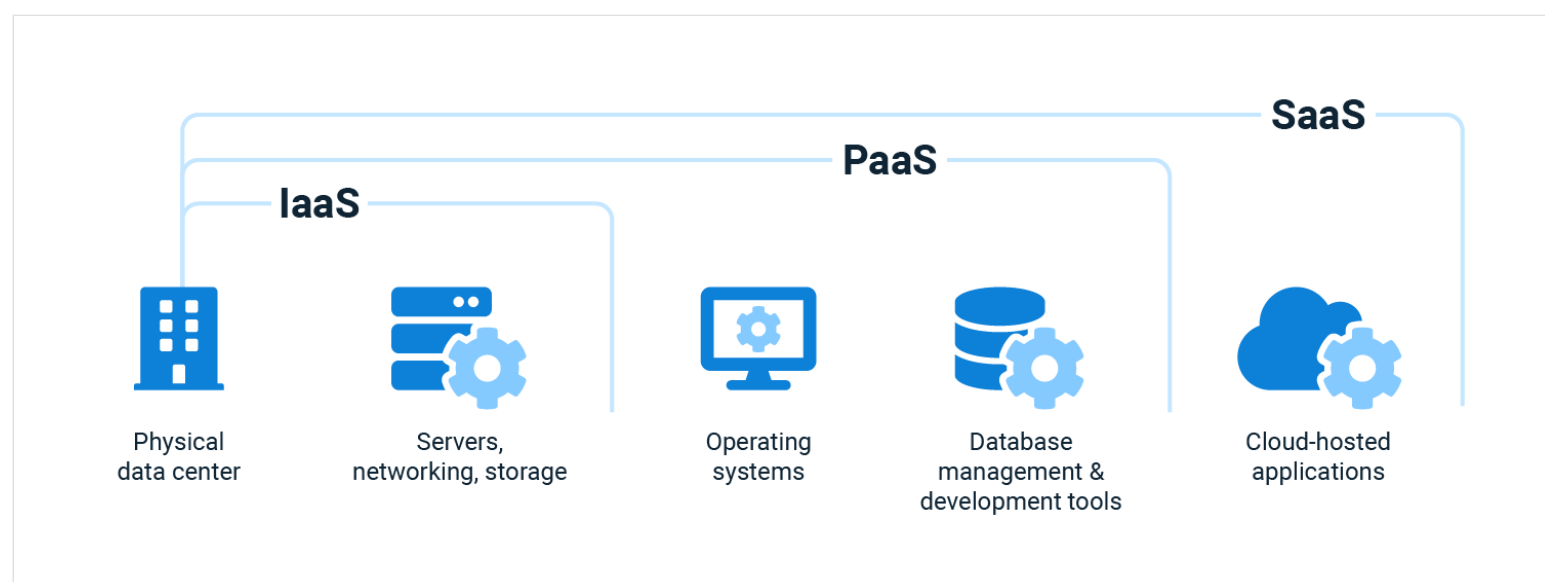 SaaS
PaaS
IaaS
Physical
data center
Servers,
networking, storage
Operating
systems
Database
management &
development tools
Cloud-hosted
applications